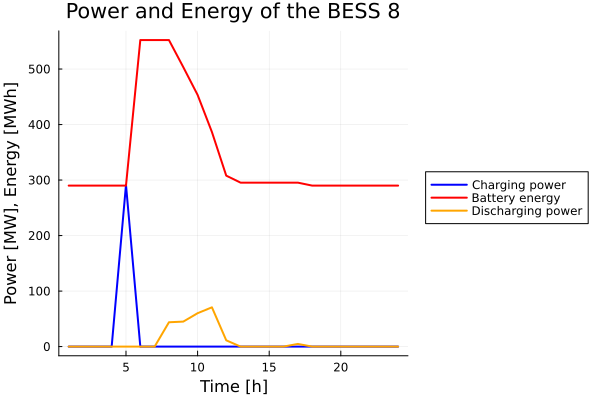 Power and Energy of the BESS 8
Power [MW], Energy [MWh]
500
400
300
200
100
0
5
10
15
20
Time [h]
Charging power
Battery energy
Discharging power